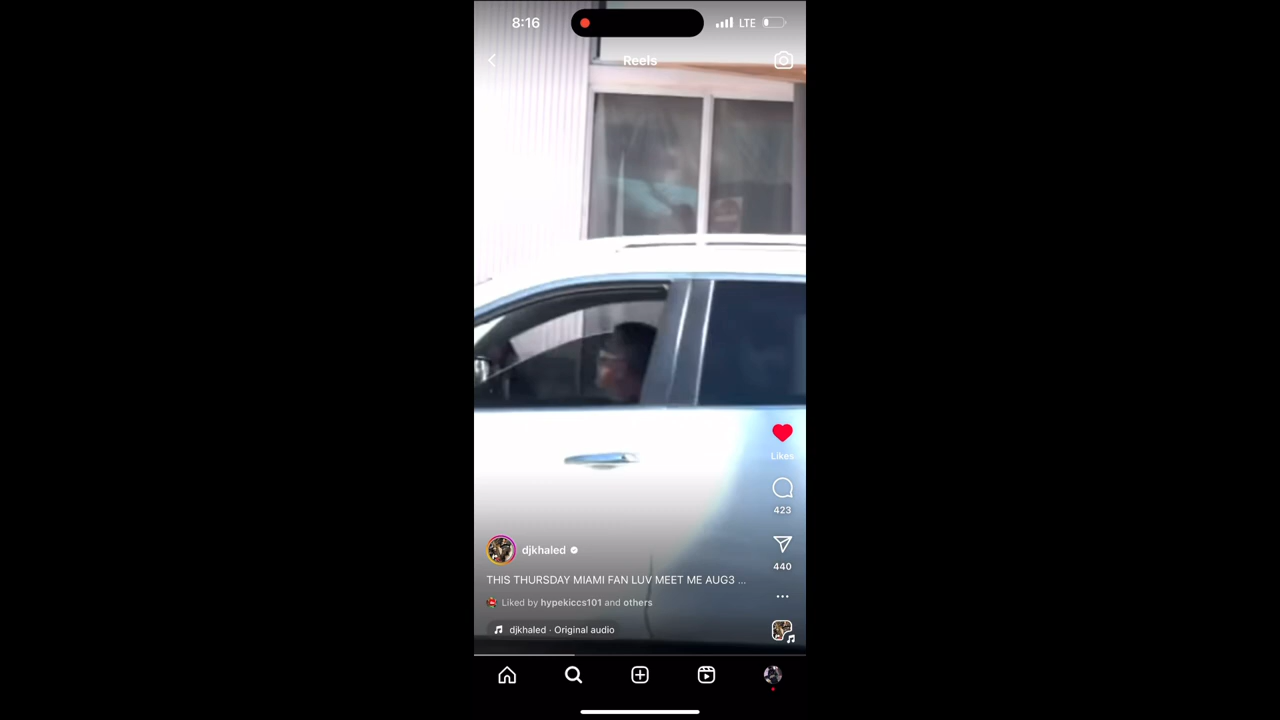 8:16
LTE
Reels
Likes
423
440
djkhaled
THIS THURSDAY MIAMI FAN LUV MEET ME AUG3 ...
Liked by hypekiccs101 and others
djkhaled · Original audio